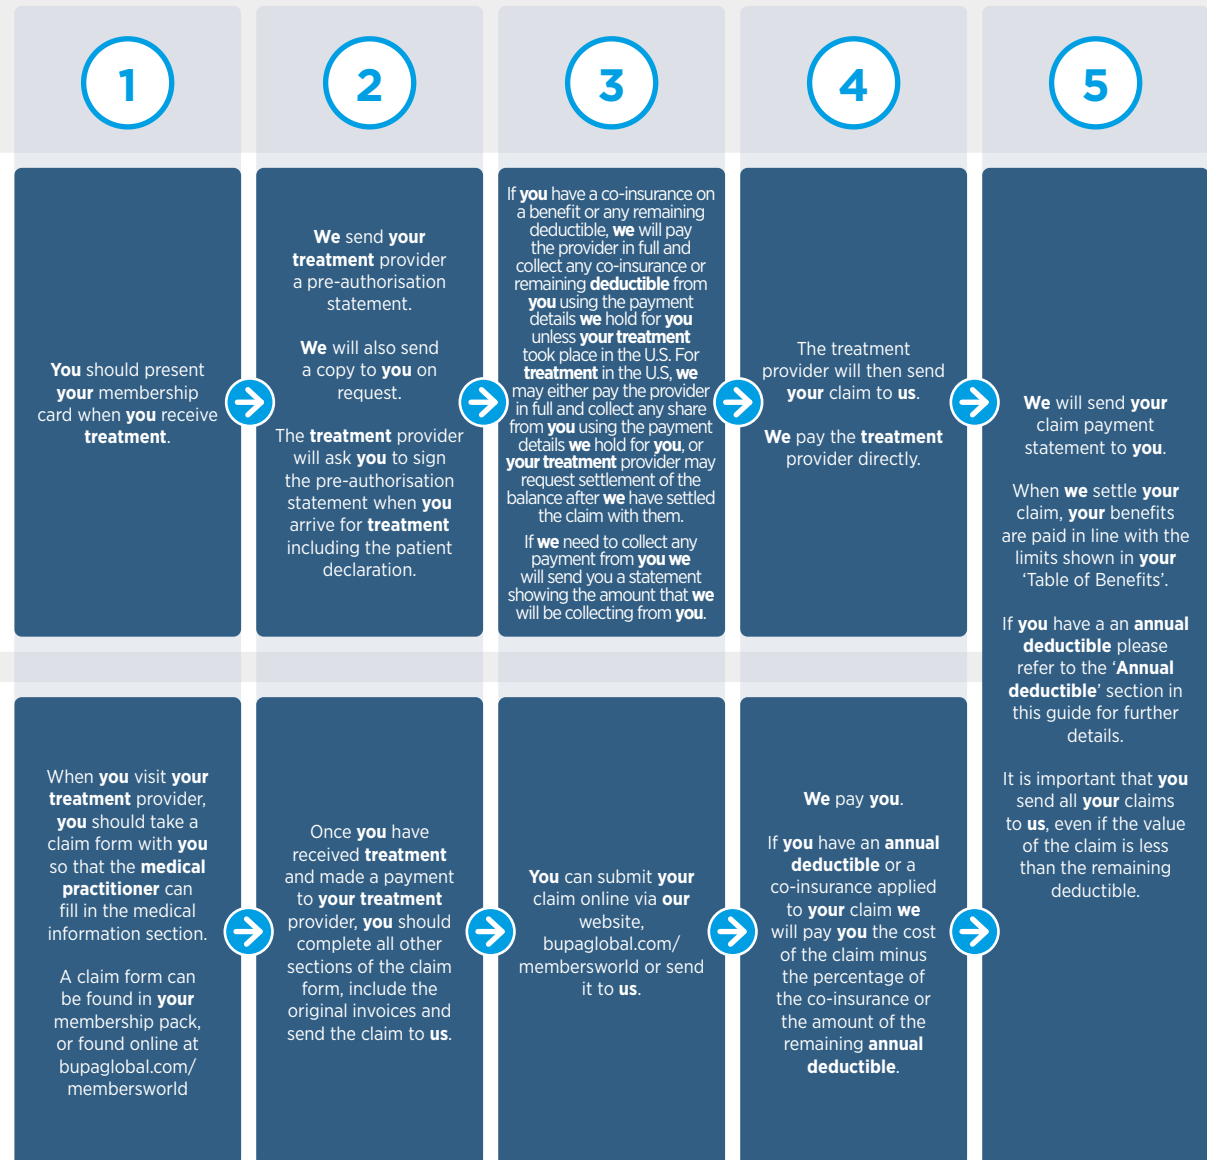 1
2
3
4
5
You should present
your membership
card when you receive
treatment.
We send your
treatment provider
a pre-authorisation
statement.
We will also send
a copy to you on
request.
The treatment provider
will ask you to sign
the pre-authorisation
statement when you
arrive for treatment
including the patient
declaration.
If you have a co-insurance on
a benefit or any remaining
deductible, we will pay
the provider in full and
collect any co-insurance or
remaining deductible from
you using the payment
details we hold for you
unless your treatment
took place in the U.S. For
treatment in the U.S, we
may either pay the provider
in full and collect any share
from you using the payment
details we hold for you, or
your treatment provider may
request settlement of the
balance after we have settled
the claim with them.
If we need to collect any
payment from you we
will send you a statement
showing the amount that we
will be collecting from you.
The treatment
provider will then send
your claim to us.
We pay the treatment
provider directly.
We will send your
claim payment
statement to you.
When we settle your
claim, your benefits
are paid in line with the
limits shown in your
‘Table of Benefits’.
If you have a an annual
deductible please
refer to the ‘Annual
deductible’ section in
this guide for further
details.
It is important that you
send all your claims
to us, even if the value
of the claim is less
than the remaining
deductible.
When you visit your
treatment provider,
you should take a
claim form with you
so that the medical
practitioner can
fill in the medical
information section.
A claim form can
be found in your
membership pack,
or found online at
bupaglobal.com/
membersworld
Once you have
received treatment
and made a payment
to your treatment
provider, you should
complete all other
sections of the claim
form, include the
original invoices and
send the claim to us.
You can submit your
claim online via our
website,
bupaglobal.com/
membersworld or send
it to us.
We pay you.
If you have an annual
deductible or a
co-insurance applied
to your claim we
will pay you the cost
of the claim minus
the percentage of
the co-insurance or
the amount of the
remaining annual
deductible.